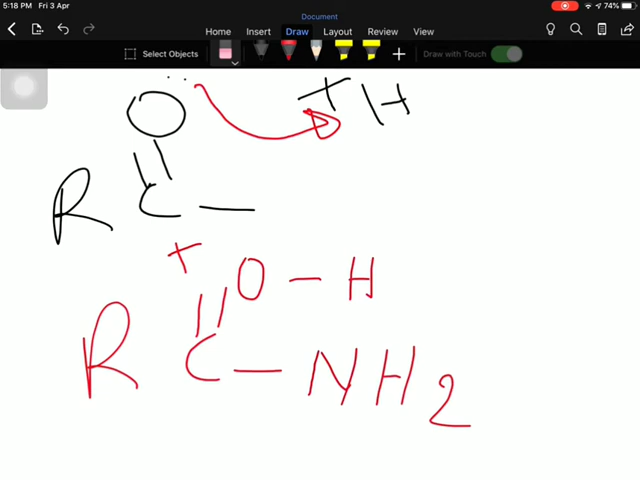 5:18 PM Fri 3 Apr 74%
Document
Home Insert Draw Layout Review View
Select Objects Draw with Touch
O + H
R C —
+
O — H
R C — NH2